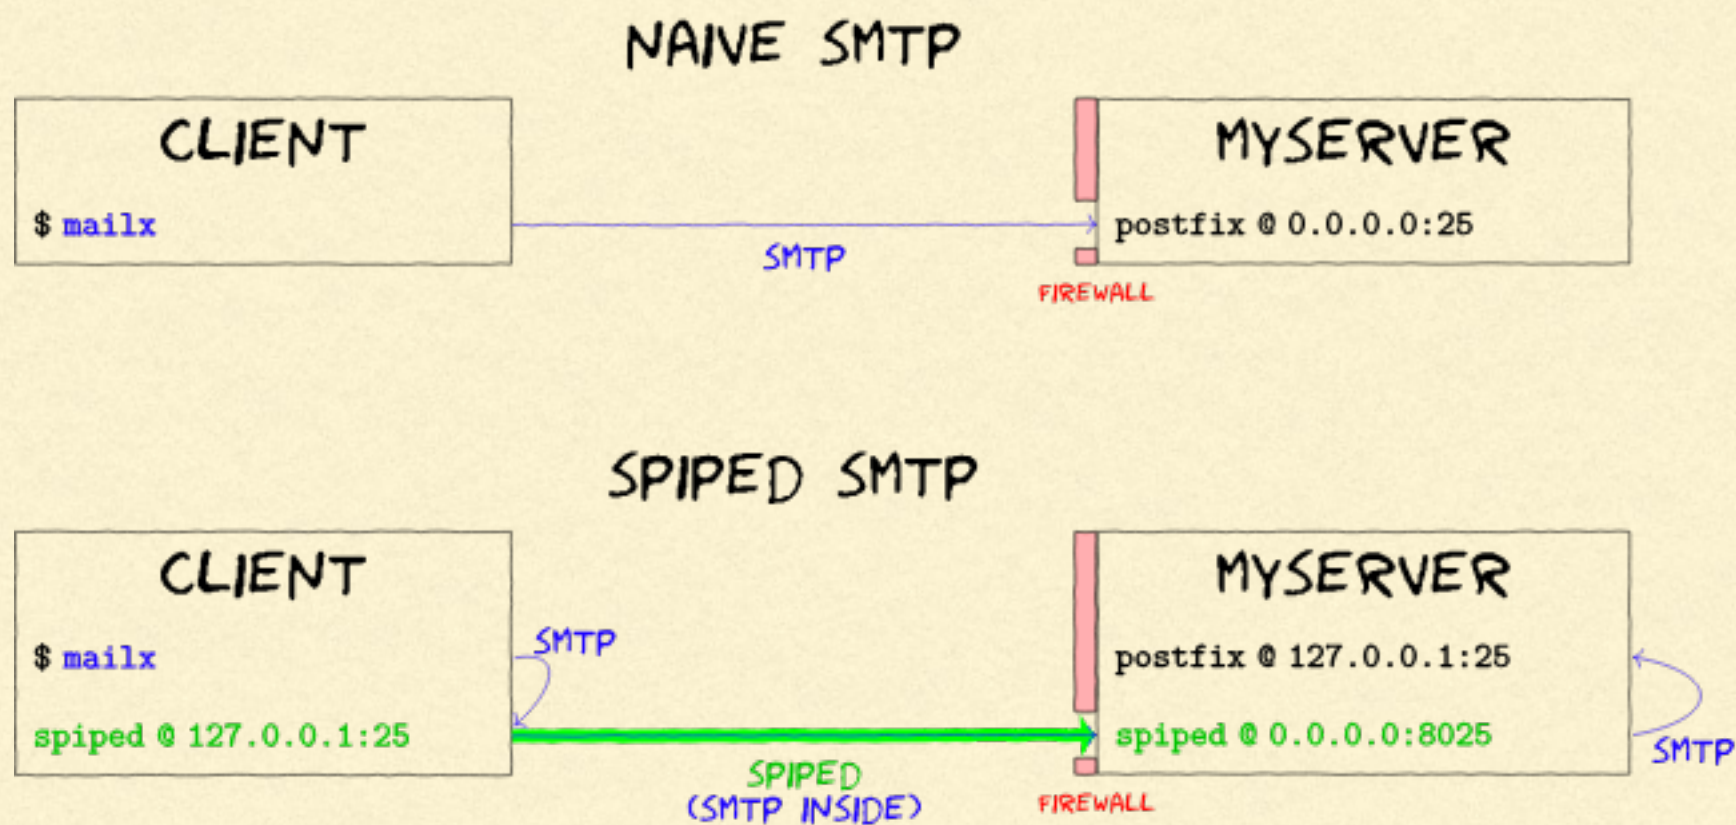 NAIVE SMTP
CLIENT
MYSERVER
$ mailx
postfix @ 0.0.0.0:25
SMTP
FIREWALL
SPIPED SMTP
CLIENT
MYSERVER
SMTP
$ mailx
postfix @ 127.0.0.1:25
spiped @ 127.0.0.1:25
spiped @ 0.0.0.0:8025
SMTP
SPIPED
(SMTP INSIDE)
FIREWALL